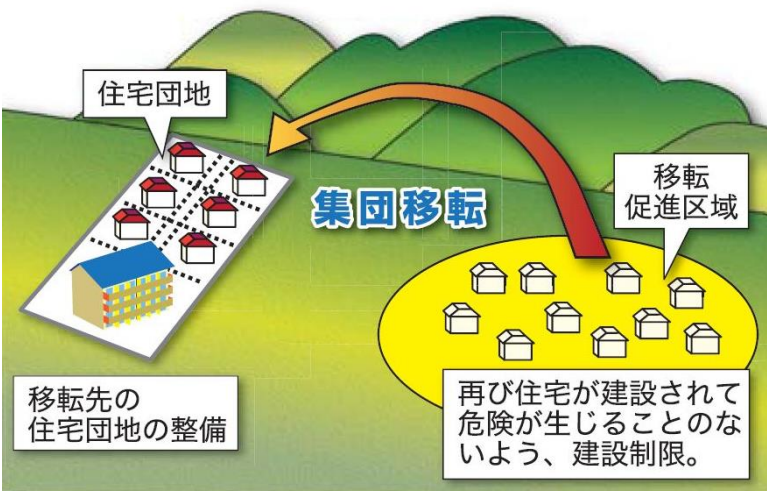 住宅団地
集団移転
移転
促進区域
移転先の
住宅団地の整備
再び住宅が建設されて
危険が生じることのな
いよう、建設制限。